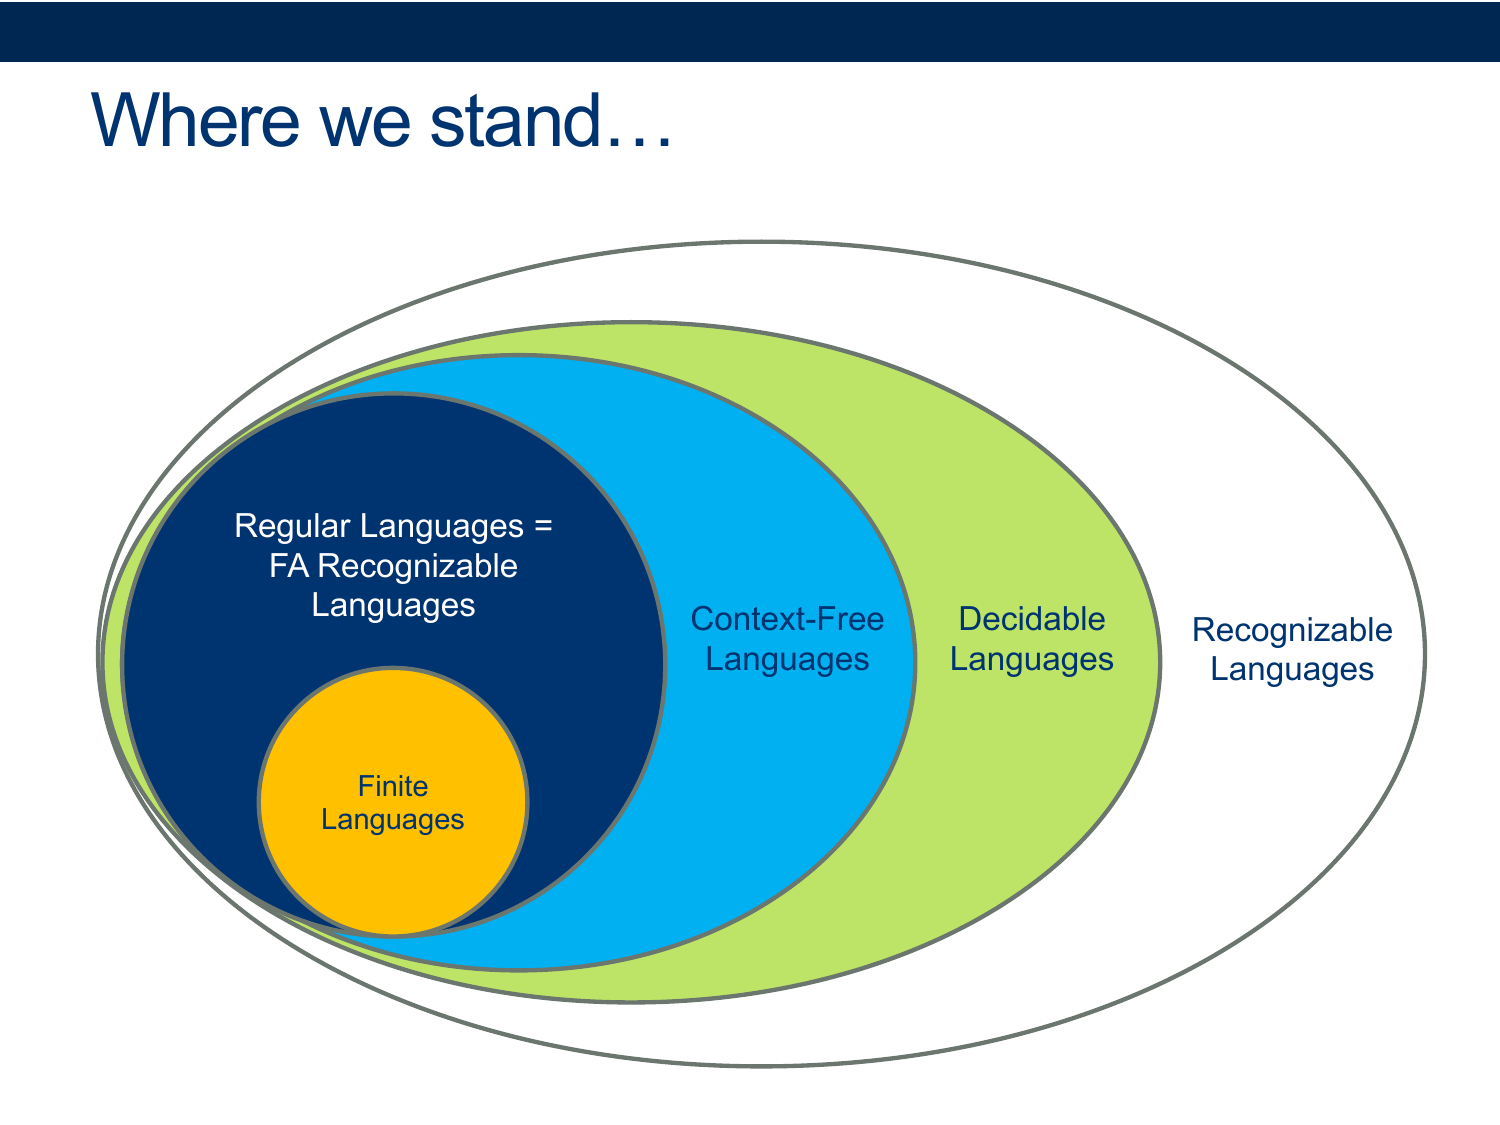 Where we stand…
Regular Languages =
FA Recognizable
Languages
Context-Free
Languages
Decidable
Languages
Recognizable
Languages
Finite
Languages